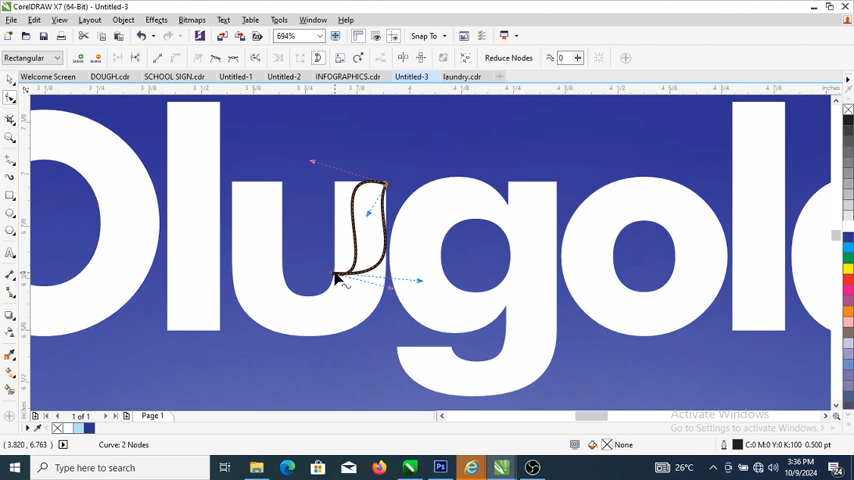 CorelDRAW X7 (64-Bit) - Untitled-3
File Edit View Layout Object Effects Bitmaps Text Table Tools Window Help
694% Snap To
Rectangular Reduce Nodes 0
Welcome Screen DOUGH.cdr SCHOOL SIGN.cdr Untitled-1 Untitled-2 INFOGRAPHICS.cdr Untitled-3 laundry.cdr
inches
Olugol
1 of 1 Page 1
Activate Windows
Go to Settings to activate Windows.
(3.820, 6.763) Curve: 2 Nodes None C:0 M:0 Y:0 K:100 0.500 pt
Type here to search 26°C 3:36 PM
10/9/2024 24